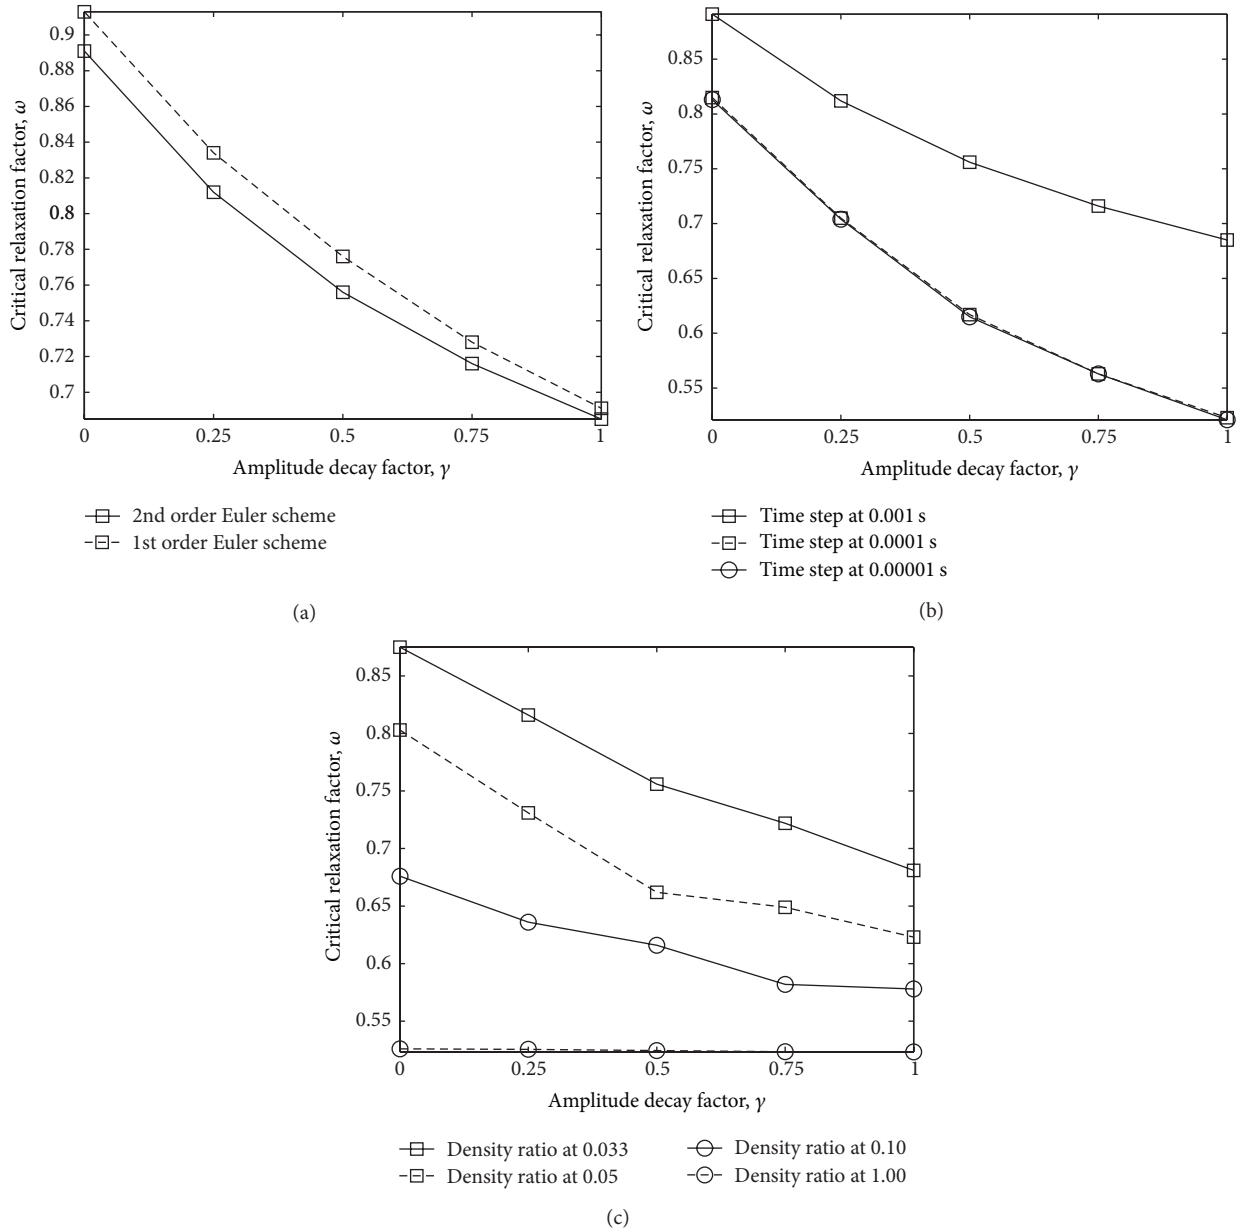 0.9
0.88
0.86
0.84
0.82
0.8
0.78
0.76
0.74
0.72
0.7
Critical relaxation factor, ω
0 0.25 0.5 0.75 1
Amplitude decay factor, γ
2nd order Euler scheme
1st order Euler scheme
(a)
0.85
0.8
0.75
0.7
0.65
0.6
0.55
Critical relaxation factor, ω
0 0.25 0.5 0.75 1
Amplitude decay factor, γ
Time step at 0.001 s
Time step at 0.0001 s
Time step at 0.00001 s
(b)
0.85
0.8
0.75
0.7
0.65
0.6
0.55
Critical relaxation factor, ω
0 0.25 0.5 0.75 1
Amplitude decay factor, γ
Density ratio at 0.033
Density ratio at 0.05
Density ratio at 0.10
Density ratio at 1.00
(c)